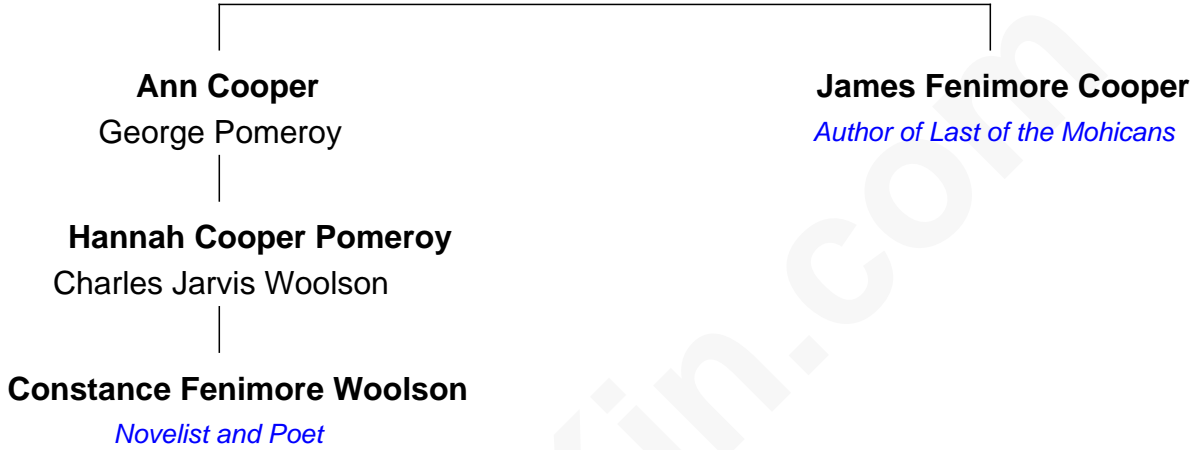 Ann Cooper
George Pomeroy
James Fenimore Cooper
Author of Last of the Mohicans
Hannah Cooper Pomeroy
Charles Jarvis Woolson
Constance Fenimore Woolson
Novelist and Poet